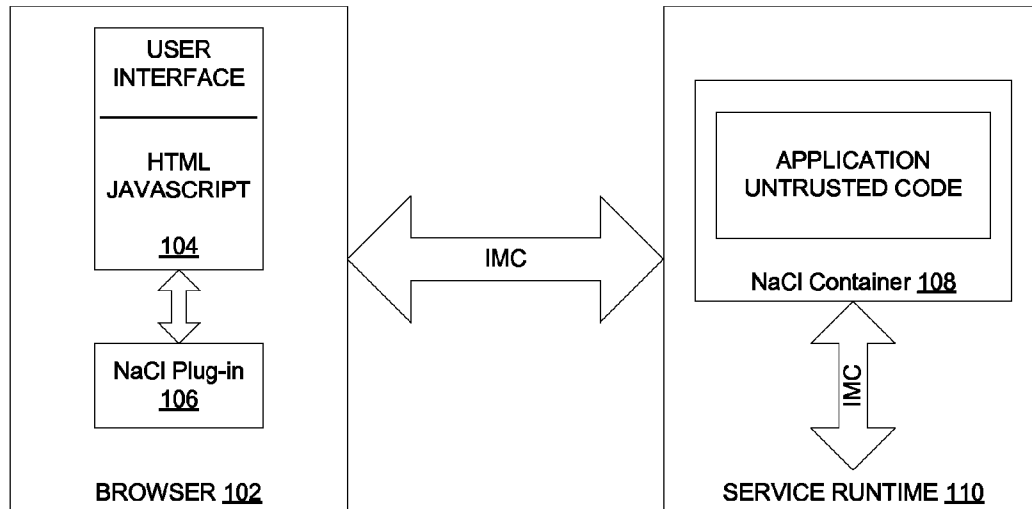 USER
INTERFACE
HTML
JAVASCRIPT
104
NaCl Plug-in
106
BROWSER 102
IMC
APPLICATION
UNTRUSTED CODE
NaCl Container 108
IMC
SERVICE RUNTIME 110